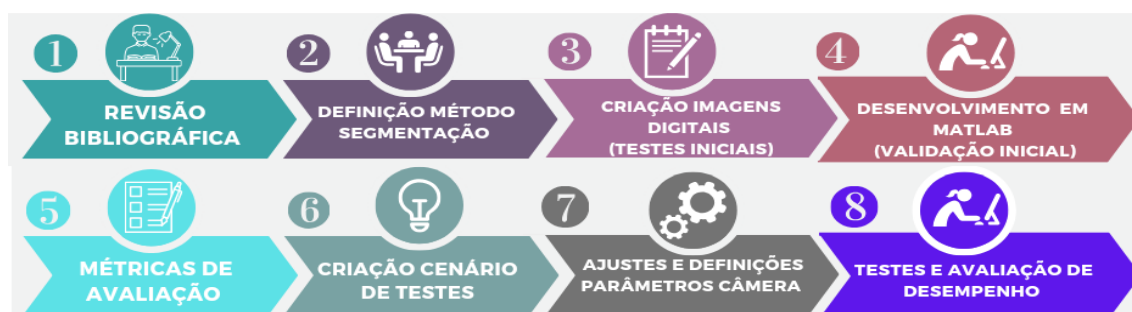 1
REVISÃO
BIBLIOGRÁFICA
2
DEFINIÇÃO MÉTODO
SEGMENTAÇÃO
3
CRIAÇÃO IMAGENS
DIGITAIS
(TESTES INICIAIS)
4
DESENVOLVIMENTO EM
MATLAB
(VALIDAÇÃO INICIAL)
5
MÉTRICAS DE
AVALIAÇÃO
6
CRIAÇÃO CENÁRIO
DE TESTES
7
AJUSTES E DEFINIÇÕES
PARÂMETROS CÂMERA
8
TESTES E AVALIAÇÃO DE
DESEMPENHO